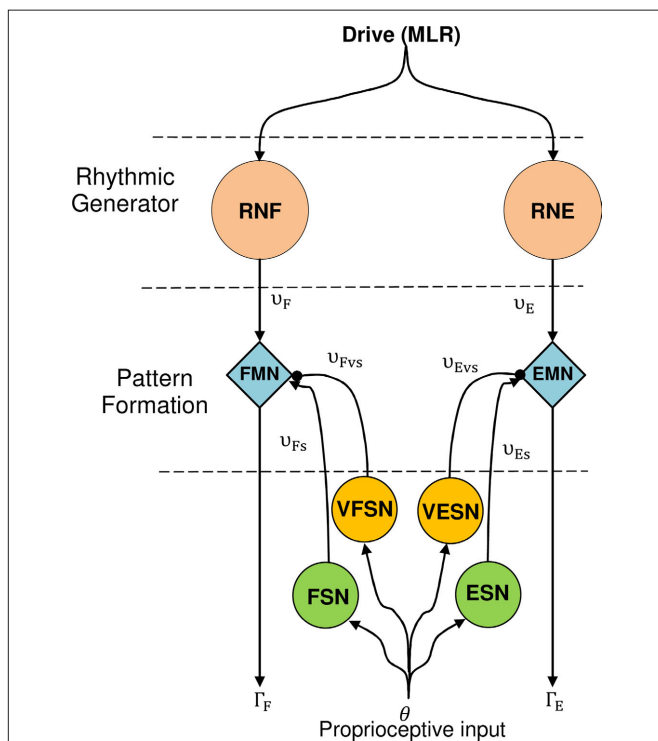 Drive (MLR)
Rhythmic
Generator
RNF
RNE
υF
υE
Pattern
Formation
FMN
EMN
υFvs
υEvs
υFs
υEs
VFSN
VESN
FSN
ESN
ΓF
θ
ΓE
Proprioceptive input